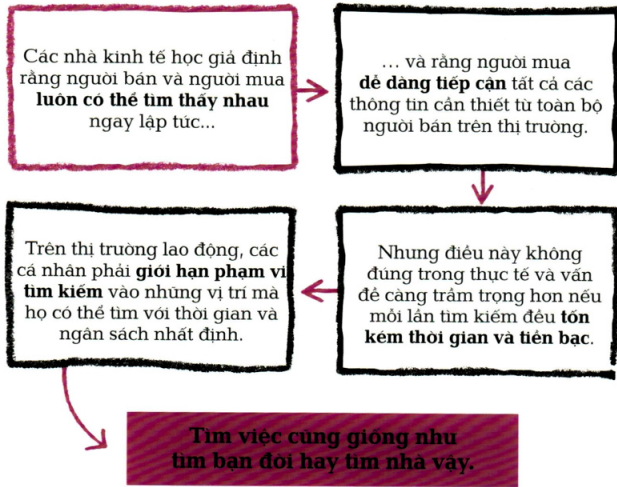 Các nhà kinh tế học giả định
rằng người bán và người mua
luôn có thể tìm thấy nhau
ngay lập tức...
... và rằng người mua
dễ dàng tiếp cận tất cả các
thông tin cần thiết từ toàn bộ
người bán trên thị trường.
Nhưng điều này không
đúng trong thực tế và vấn
đề càng trầm trọng hơn nếu
mỗi lần tìm kiếm đều tốn
kém thời gian và tiền bạc.
Trên thị trường lao động, các
cá nhân phải giới hạn phạm vi
tìm kiếm vào những vị trí mà
họ có thể tìm với thời gian và
ngân sách nhất định.
Tìm việc cũng giống như
tìm bạn đời hay tìm nhà vậy.